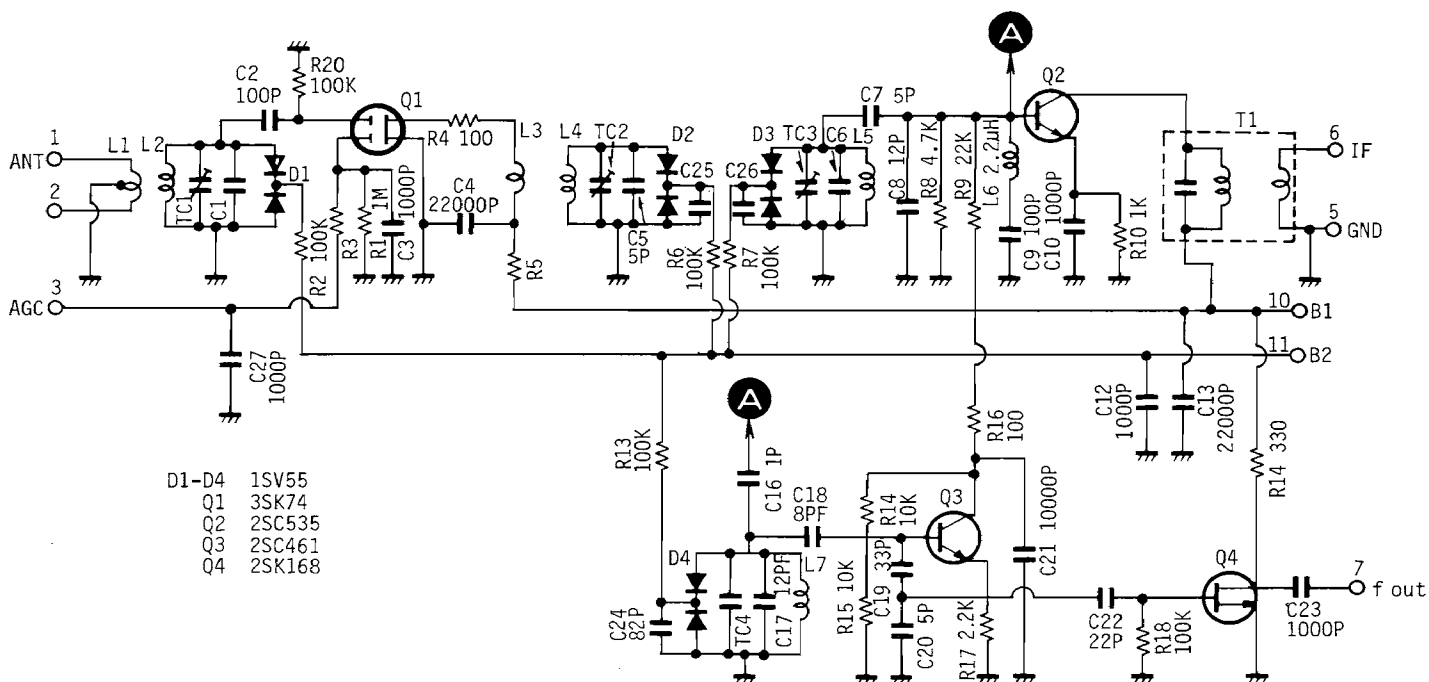 A
Q2
C2
100P
R20
100K
Q1
R4 100
L3
L4
TC2
D2
D3
TC3
C6
L5
C7 5P
C8 12P
R8 4.7K
R9 22K
L6 2.2uH
T1
1
ANT
2
L1
L2
TC1
C1
D1
C4
22000P
C25
C26
6
IF
5
GND
R2
100K
R3
R1 1M
C3
1000P
R5
C5
5P
R6
100K
R7
100K
C9 100P
C10 1000P
R10 1K
3
AGC
10
B1
11
B2
C27
1000P
A
C12
1000P
C13
22000P
R16
100
R13
100K
C16 1P
R14 330
D1-D4 1SV55
Q1 3SK74
Q2 2SC535
Q3 2SC461
Q4 2SK168
C18
8PF
R14
10K
Q3
C21 10000P
D4
12PF
L7
C24
82P
TC4
C17
R15 10K
C19 33P
C20 5P
R17 2.2K
C22
22P
R18
100K
Q4
7
f out
C23
1000P